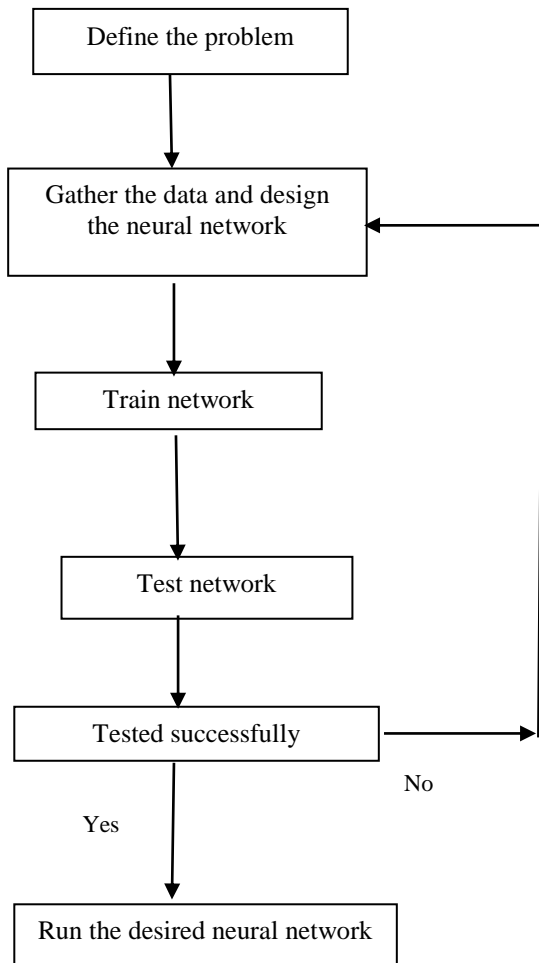 Define the problem
Gather the data and design
the neural network
Train network
Test network
Tested successfully
No
Yes
Run the desired neural network